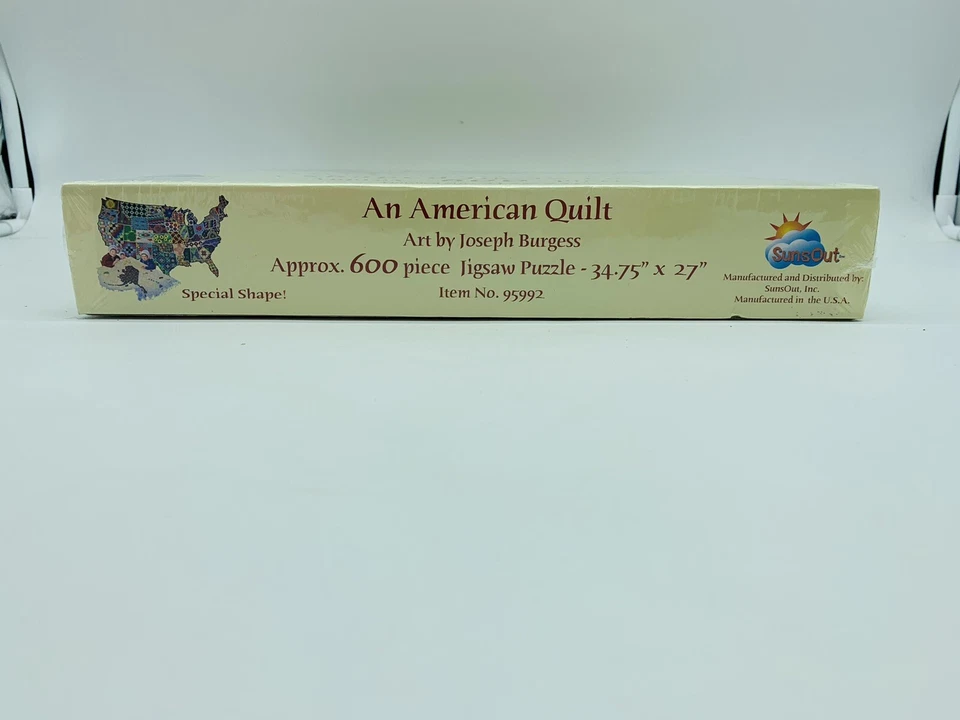 An American Quilt
Art by Joseph Burgess
Approx. 600 piece Jigsaw Puzzle - 34.75" x 27"
Special Shape!
Item No. 95992
SunsOut™
Manufactured and Distributed by:
SunsOut, Inc.
Manufactured in the U.S.A.